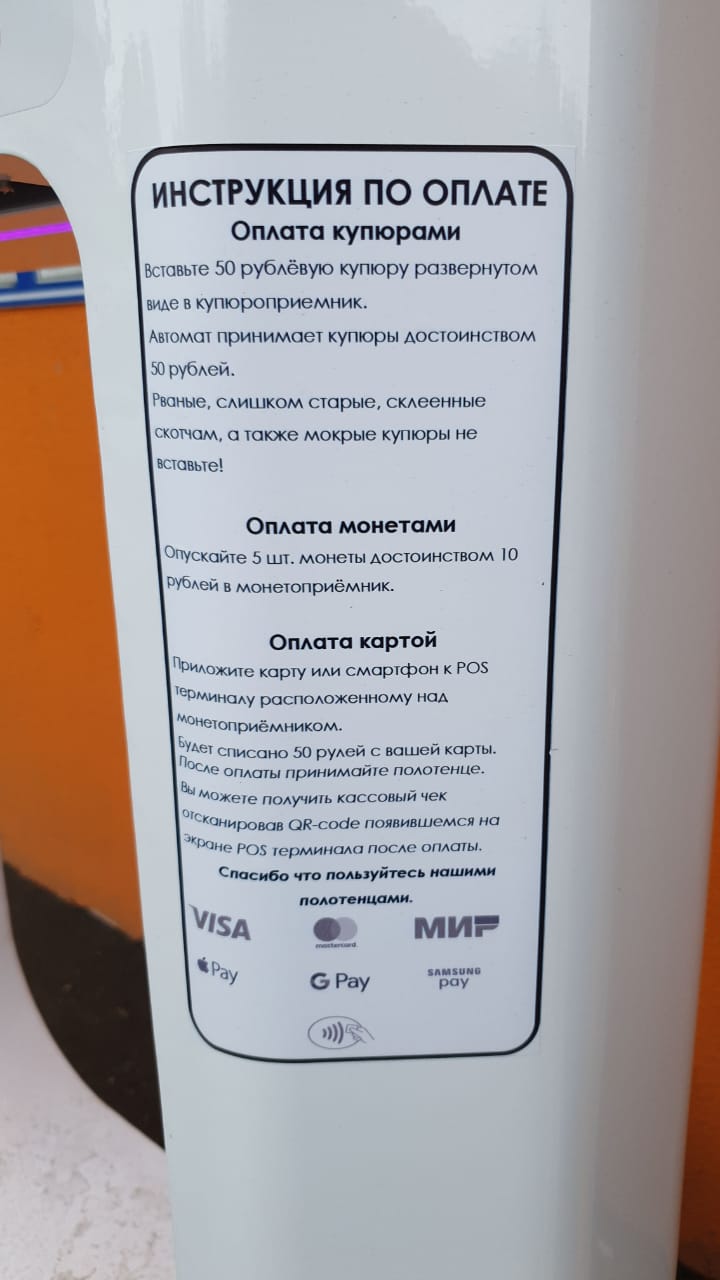 ИНСТРУКЦИЯ ПО ОПЛАТЕ
Оплата купюрами
Вставьте 50 рублёвую купюру развернутом
виде в купюроприемник.
Автомат принимает купюры достоинством
50 рублей.
Рваные, слишком старые, склеенные
скотчам, а также мокрые купюры не
вставьте!
Оплата монетами
Опускайте 5 шт. монеты достоинством 10
рублей в монетоприёмник.
Оплата картой
Приложите карту или смартфон к POS
терминалу расположенному над
монетоприёмником.
Будет списано 50 рулей с вашей карты.
После оплаты принимайте полотенце.
Вы можете получить кассовый чек
отсканировав QR-code появившемся на
экране POS терминала после оплаты.
Спасибо что пользуйтесь нашими
полотенцами.
VISA mastercard. МИР
Pay G Pay SAMSUNG pay